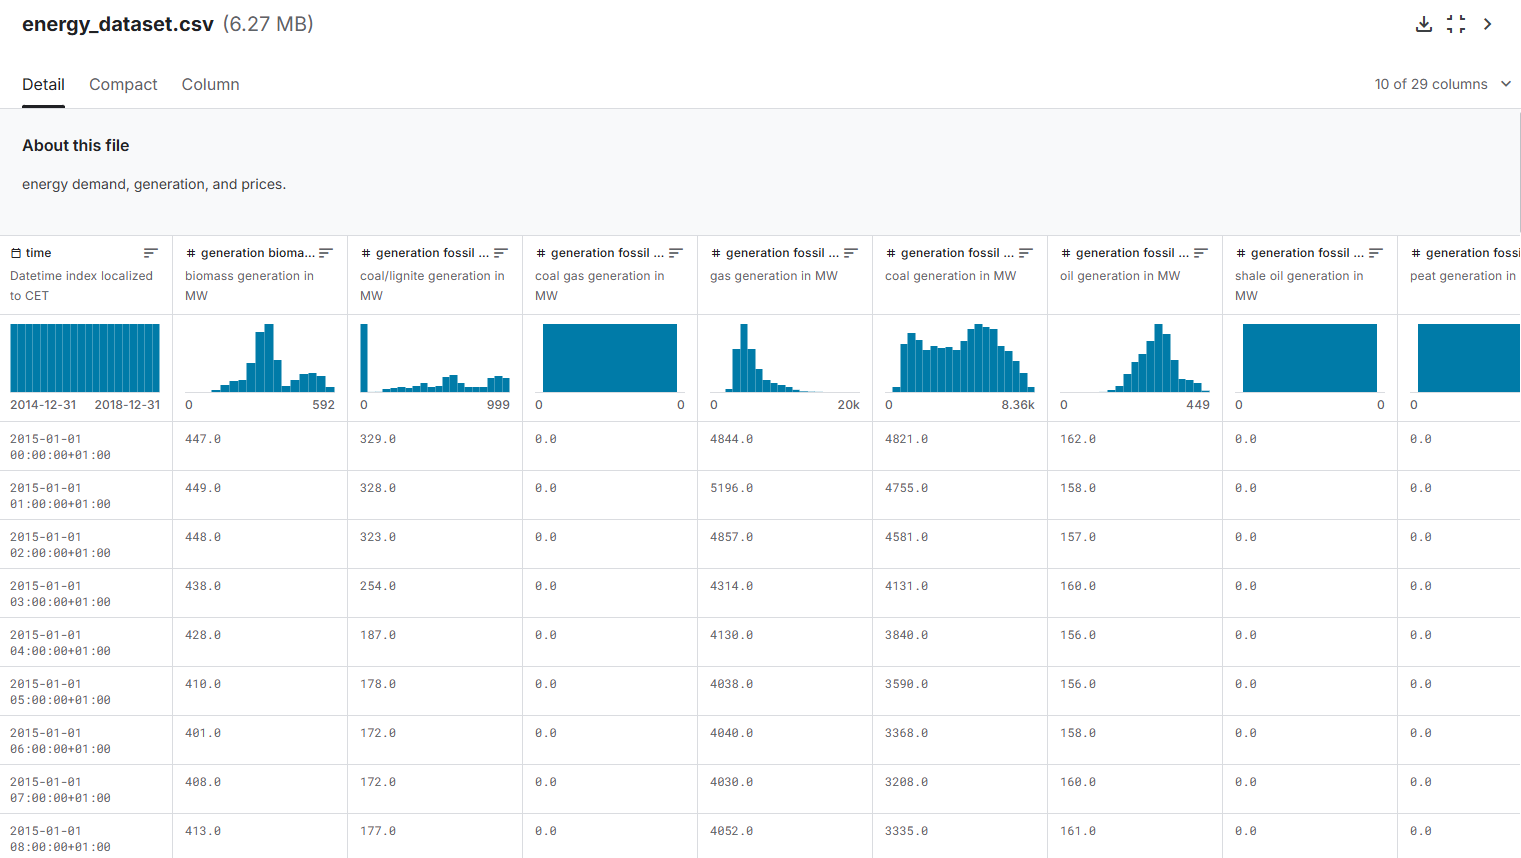 energy_dataset.csv (6.27 MB)
Detail Compact Column 10 of 29 columns
About this file
energy demand, generation, and prices.
time # generation bioma... # generation fossil ... # generation fossil ... # generation fossil ... # generation fossil ... # generation fossil ... # generation fossil ... # generation fossi
Datetime index localized biomass generation in coal/lignite generation in coal gas generation in gas generation in MW coal generation in MW oil generation in MW shale oil generation in peat generation in
to CET MW MW MW MW
2014-12-31 2018-12-31 0 592 0 999 0 0 0 20k 0 8.36k 0 449 0 0 0
2015-01-01 447.0 329.0 0.0 4844.0 4821.0 162.0 0.0 0.0
00:00:00+01:00
2015-01-01 449.0 328.0 0.0 5196.0 4755.0 158.0 0.0 0.0
01:00:00+01:00
2015-01-01 448.0 323.0 0.0 4857.0 4581.0 157.0 0.0 0.0
02:00:00+01:00
2015-01-01 438.0 254.0 0.0 4314.0 4131.0 160.0 0.0 0.0
03:00:00+01:00
2015-01-01 428.0 187.0 0.0 4130.0 3840.0 156.0 0.0 0.0
04:00:00+01:00
2015-01-01 410.0 178.0 0.0 4038.0 3590.0 156.0 0.0 0.0
05:00:00+01:00
2015-01-01 401.0 172.0 0.0 4040.0 3368.0 158.0 0.0 0.0
06:00:00+01:00
2015-01-01 408.0 172.0 0.0 4030.0 3208.0 160.0 0.0 0.0
07:00:00+01:00
2015-01-01 413.0 177.0 0.0 4052.0 3335.0 161.0 0.0 0.0
08:00:00+01:00